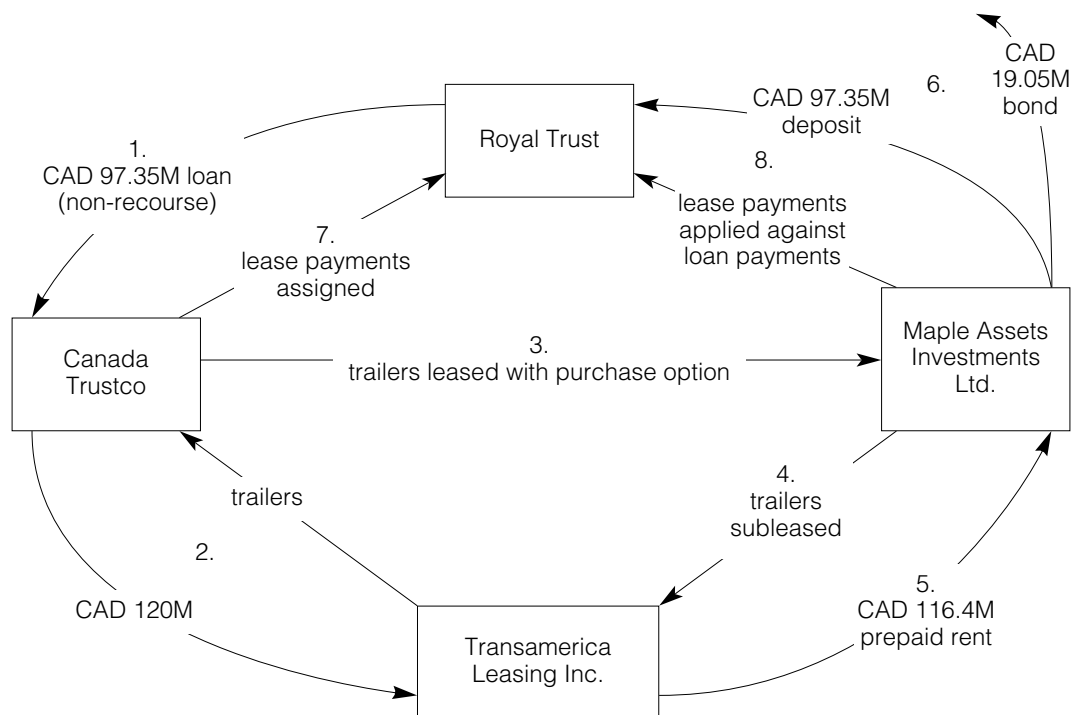 CAD
19.05M
bond
6.
CAD 97.35M
deposit
Royal Trust
1.
CAD 97.35M loan
(non-recourse)
8.
lease payments
applied against
loan payments
7.
lease payments
assigned
Canada
Trustco
3.
trailers leased with purchase option
Maple Assets
Investments
Ltd.
trailers
4.
trailers
subleased
2.
CAD 120M
5.
CAD 116.4M
prepaid rent
Transamerica
Leasing Inc.